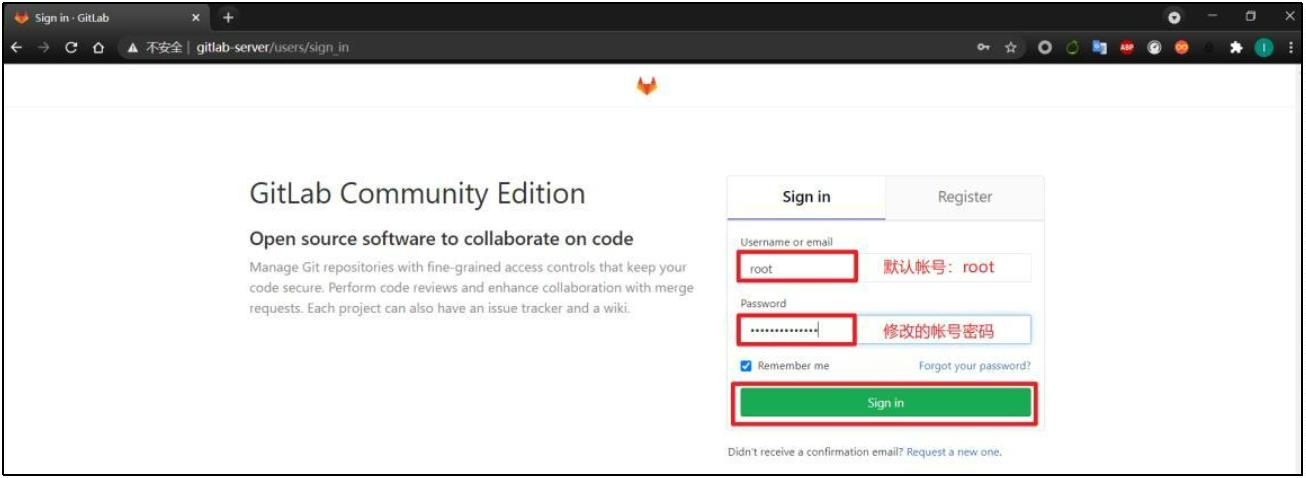 Sign in · GitLab
不安全 | gitlab-server/users/sign_in
ABP
I
GitLab Community Edition
Open source software to collaborate on code
Manage Git repositories with fine-grained access controls that keep your
code secure. Perform code reviews and enhance collaboration with merge
requests. Each project can also have an issue tracker and a wiki.
Sign in
Register
Username or email
root
默认帐号：root
Password
修改的帐号密码
Remember me
Forgot your password?
Sign in
Didn't receive a confirmation email? Request a new one.